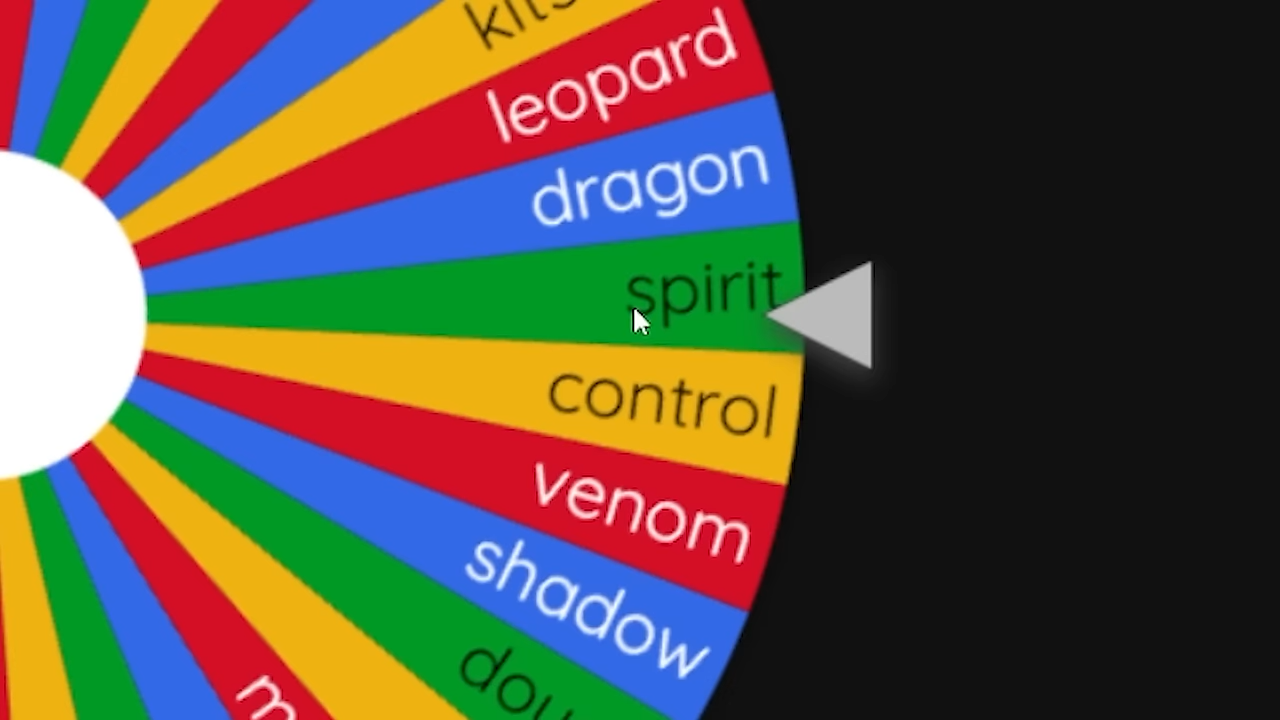 leopard
dragon
spirit
control
venom
shadow